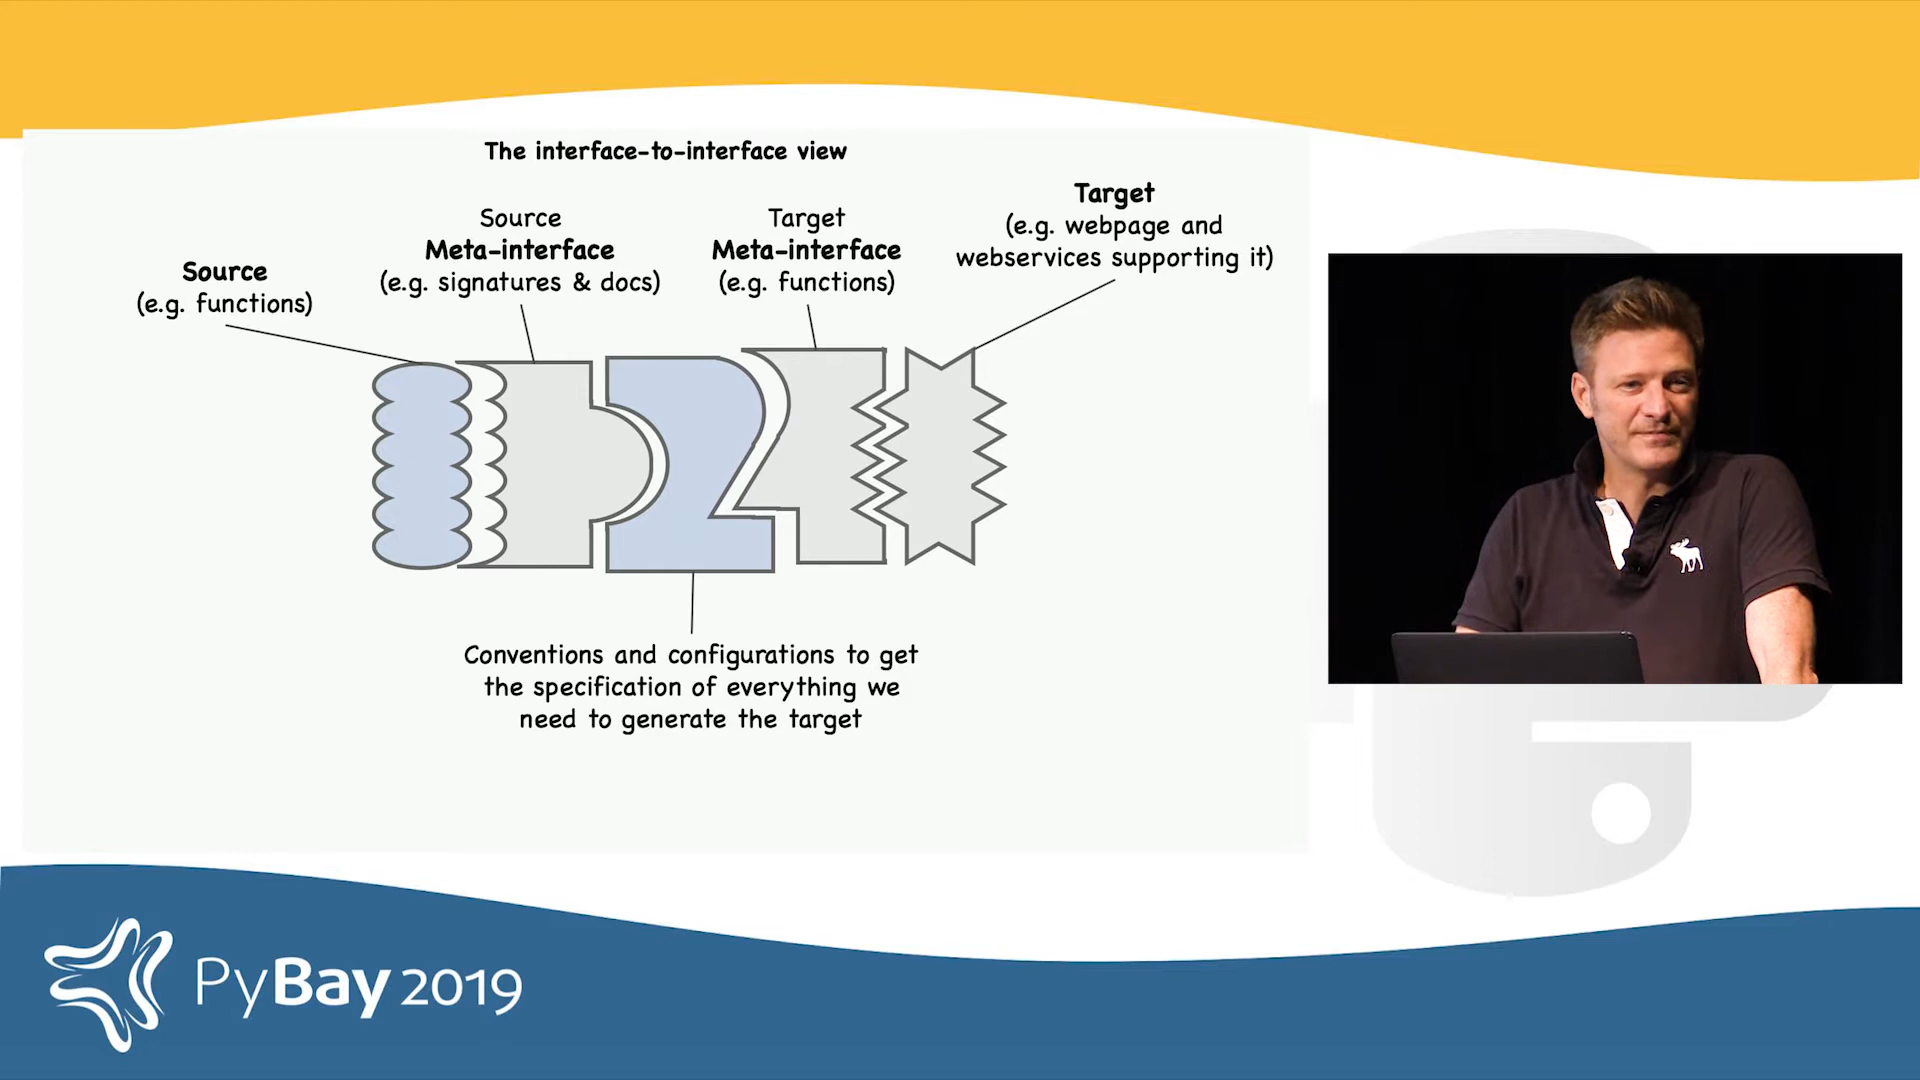 The interface-to-interface view
Source
(e.g. functions)
Source
Meta-interface
(e.g. signatures & docs)
Target
Meta-interface
(e.g. functions)
Target
(e.g. webpage and
webservices supporting it)
Conventions and configurations to get
the specification of everything we
need to generate the target
PyBay 2019